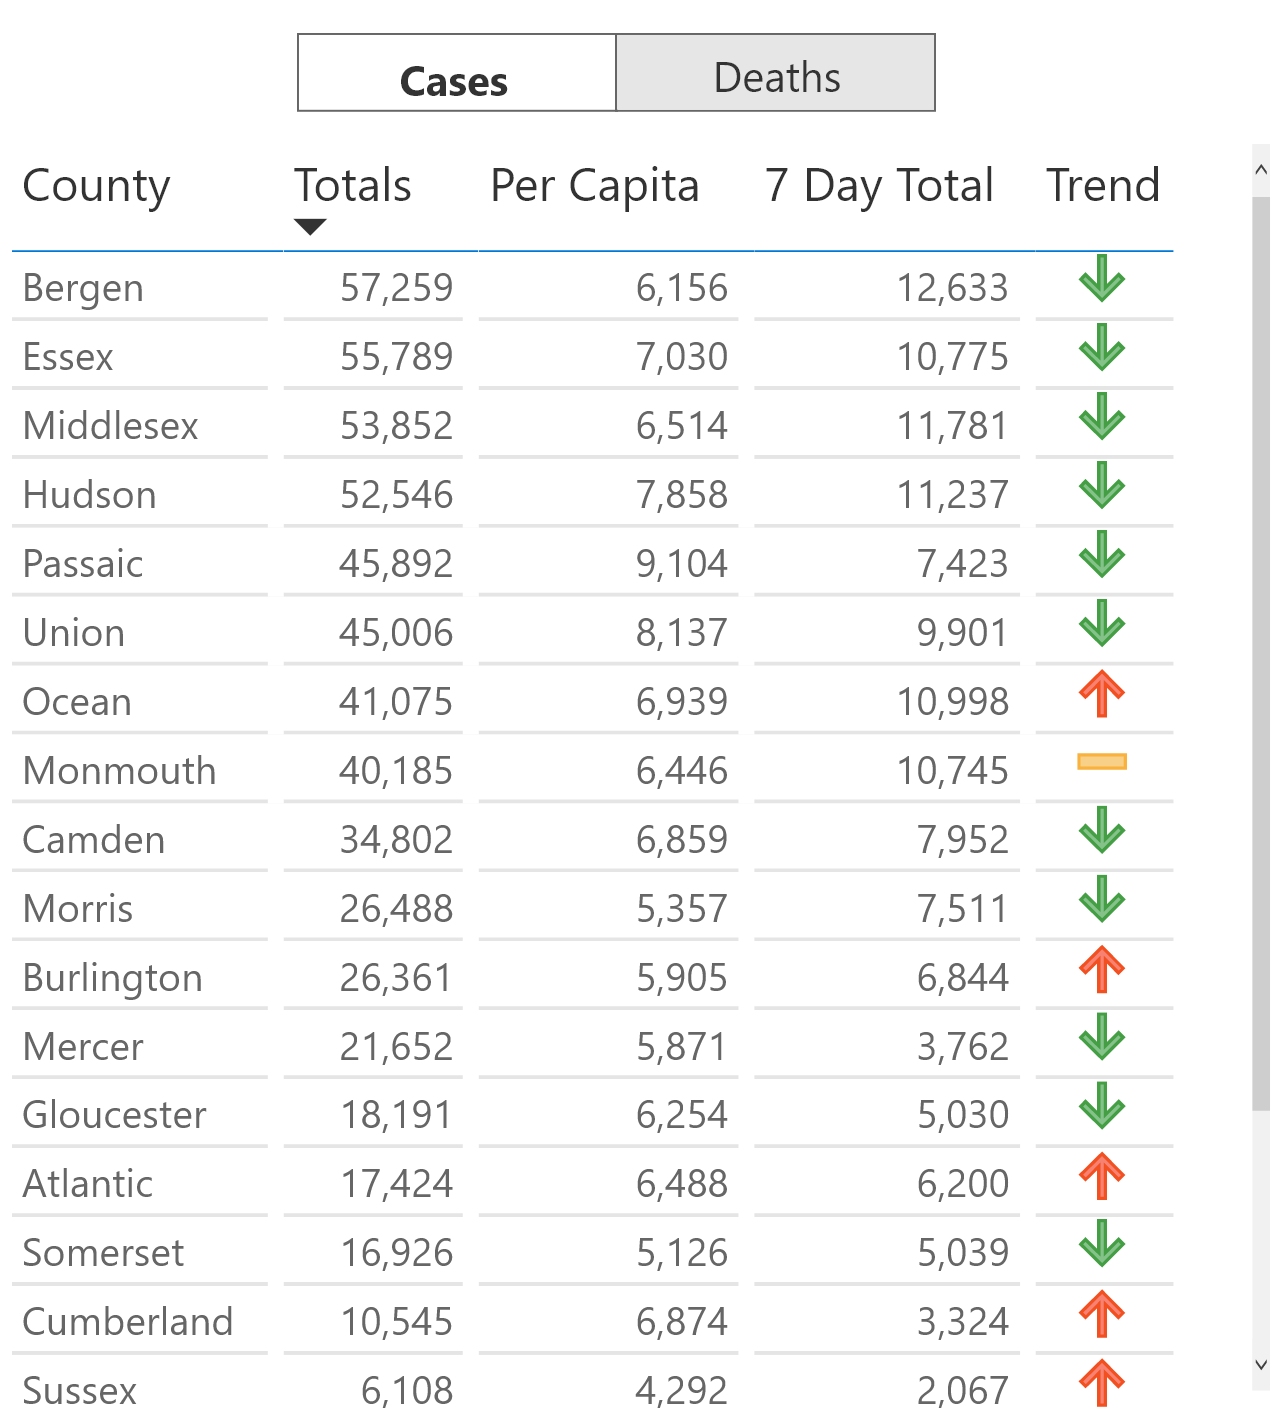 Cases Deaths
County Totals Per Capita 7 Day Total Trend
Bergen 57,259 6,156 12,633
Essex 55,789 7,030 10,775
Middlesex 53,852 6,514 11,781
Hudson 52,546 7,858 11,237
Passaic 45,892 9,104 7,423
Union 45,006 8,137 9,901
Ocean 41,075 6,939 10,998
Monmouth 40,185 6,446 10,745
Camden 34,802 6,859 7,952
Morris 26,488 5,357 7,511
Burlington 26,361 5,905 6,844
Mercer 21,652 5,871 3,762
Gloucester 18,191 6,254 5,030
Atlantic 17,424 6,488 6,200
Somerset 16,926 5,126 5,039
Cumberland 10,545 6,874 3,324
Sussex 6,108 4,292 2,067